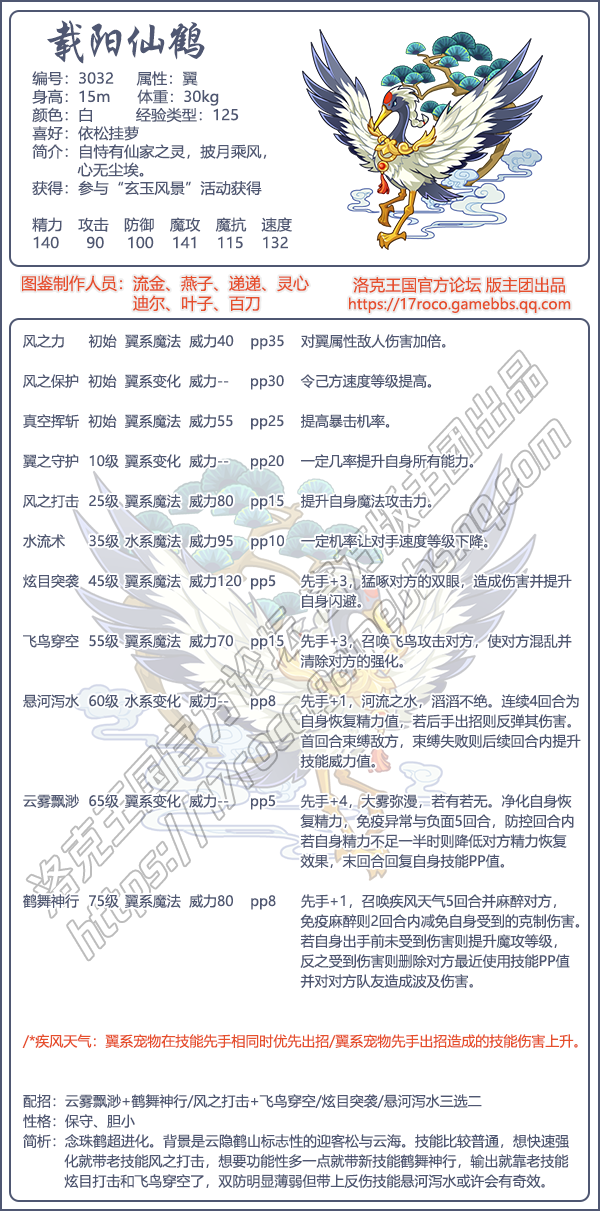 载阳仙鹤
编号：3032 属性：翼
身高：15m 体重：30kg
颜色：白 经验类型：125
喜好：依松挂萝
简介：自恃有仙家之灵，披月乘风，
心无尘埃。
获得：参与“玄玉风景”活动获得
精力 攻击 防御 魔攻 魔抗 速度
140 90 100 141 115 132
图鉴制作人员：流金、燕子、递递、灵心
迪尔、叶子、百刀
洛克王国官方论坛 版主团出品
https://17roco.gamebbs.qq.com
风之力 初始 翼系魔法 威力40 pp35 对翼属性敌人伤害加倍。
风之保护 初始 翼系变化 威力-- pp30 令己方速度等级提高。
真空挥斩 初始 翼系魔法 威力55 pp25 提高暴击机率。
翼之守护 10级 翼系变化 威力-- pp20 一定几率提升自身所有能力。
风之打击 25级 翼系魔法 威力80 pp15 提升自身魔法攻击力。
水流术 35级 水系魔法 威力95 pp10 一定机率让对手速度等级下降。
炫目突袭 45级 翼系魔法 威力120 pp5 先手+3，猛啄对方的双眼，造成伤害并提升
自身闪避。
飞鸟穿空 55级 翼系魔法 威力70 pp15 先手+3，召唤飞鸟攻击对方，使对方混乱并
清除对方的强化。
悬河泻水 60级 水系变化 威力-- pp8 先手+1，河流之水，滔滔不绝。连续4回合为
自身恢复精力值，若后手出招则反弹其伤害。
首回合束缚敌方，束缚失败则后续回合内提升
技能威力值。
云雾飘渺 65级 翼系变化 威力-- pp5 先手+4，大雾弥漫，若有若无。净化自身恢
复精力，免疫异常与负面5回合，防控回合内
若自身精力不足一半时则降低对方精力恢复
效果，末回合回复自身技能PP值。
鹤舞神行 75级 翼系魔法 威力80 pp8 先手+1，召唤疾风天气5回合并麻醉对方，
免疫麻醉则2回合内减免自身受到的克制伤害。
若自身出手前未受到伤害则提升魔攻等级，
反之受到伤害则删除对方最近使用技能PP值
并对对方队友造成波及伤害。
/*疾风天气：翼系宠物在技能先手相同时优先出招/翼系宠物先手出招造成的技能伤害上升。
配招：云雾飘渺+鹤舞神行/风之打击+飞鸟穿空/炫目突袭/悬河泻水三选二
性格：保守、胆小
简析：念珠鹤超进化。背景是云隐鹤山标志性的迎客松与云海。技能比较普通，想快速强
化就带老技能风之打击，想要功能性多一点就带新技能鹤舞神行，输出就靠老技能
炫目打击和飞鸟穿空了，双防明显薄弱但带上反伤技能悬河泻水或许会有奇效。
洛克王国官方论坛版主团出品
https://17roco.gamebbs.qq.com